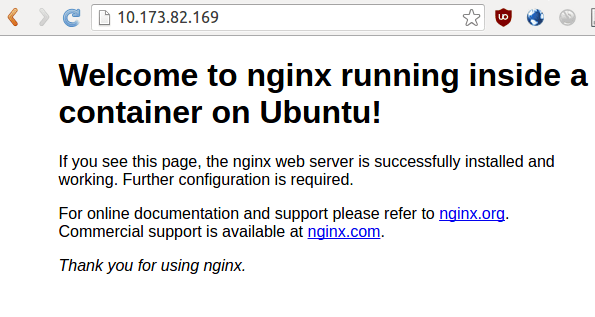 10.173.82.169
Welcome to nginx running inside a
container on Ubuntu!
If you see this page, the nginx web server is successfully installed and
working. Further configuration is required.
For online documentation and support please refer to nginx.org.
Commercial support is available at nginx.com.
Thank you for using nginx.